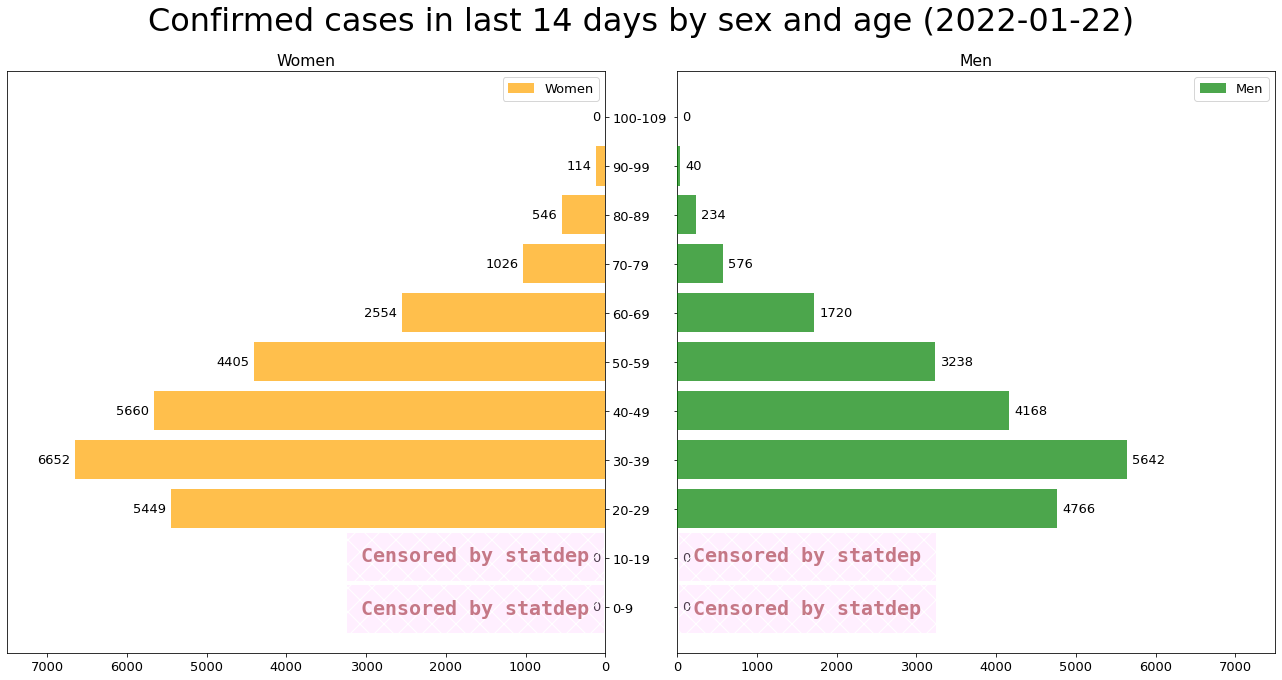 Confirmed cases in last 14 days by sex and age (2022-01-22)
Women Men
Women Men
0 100-109 0
114 90-99 40
546 80-89 234
1026 70-79 576
2554 60-69 1720
4405 50-59 3238
5660 40-49 4168
6652 30-39 5642
5449 20-29 4766
Censored by statdep 0 10-19 0 Censored by statdep
Censored by statdep 0 0-9 0 Censored by statdep
7000 6000 5000 4000 3000 2000 1000 0 0 1000 2000 3000 4000 5000 6000 7000